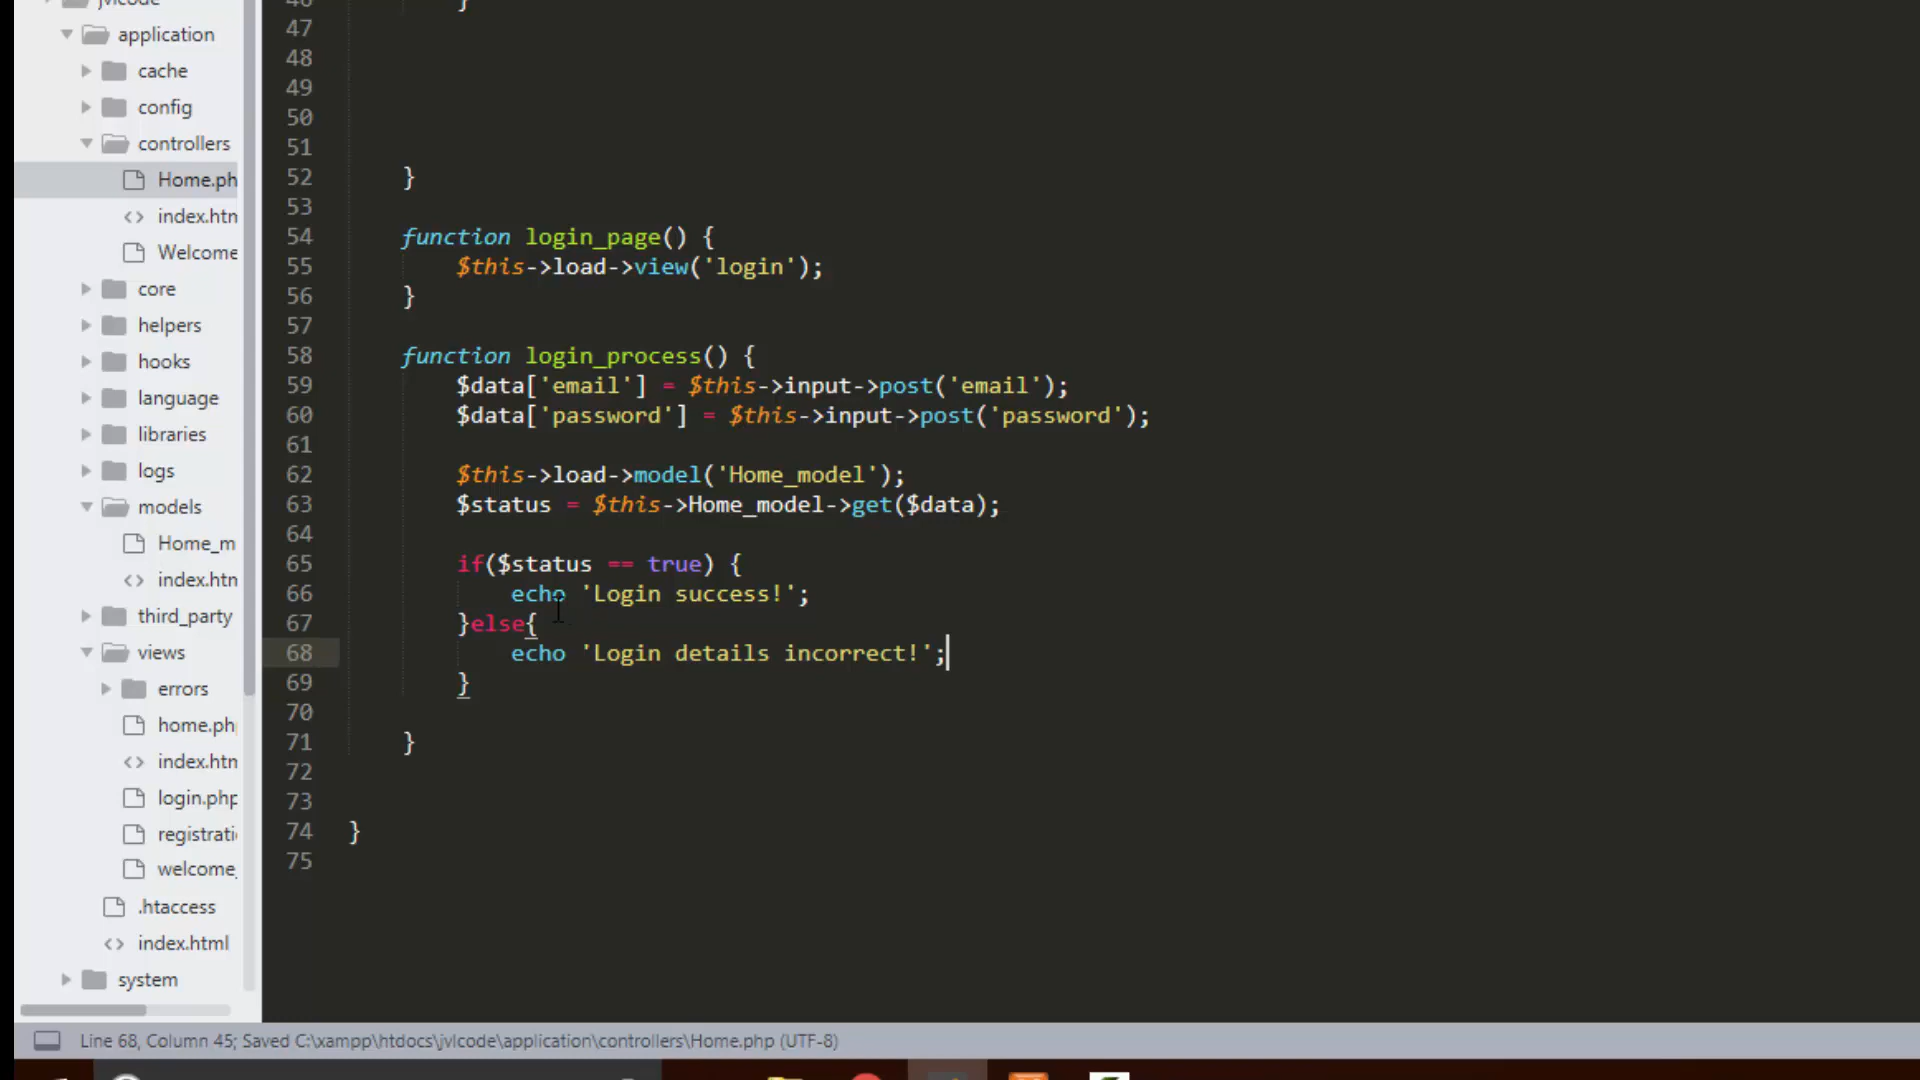 jvlcode
application
cache
config
controllers
Home.ph
index.htn
Welcome
core
helpers
hooks
language
libraries
logs
models
Home_m
index.htn
third_party
views
errors
home.ph
index.htn
login.php
registrati
welcome_
.htaccess
index.html
system
46 }
47
48
49
50
51
52 }
53
54 function login_page() {
55 $this->load->view('login');
56 }
57
58 function login_process() {
59 $data['email'] = $this->input->post('email');
60 $data['password'] = $this->input->post('password');
61
62 $this->load->model('Home_model');
63 $status = $this->Home_model->get($data);
64
65 if($status == true) {
66 echo 'Login success!';
67 }else{
68 echo 'Login details incorrect!';
69 }
70
71 }
72
73
74 }
75
Line 68, Column 45; Saved C:\xampp\htdocs\jvlcode\application\controllers\Home.php (UTF-8)